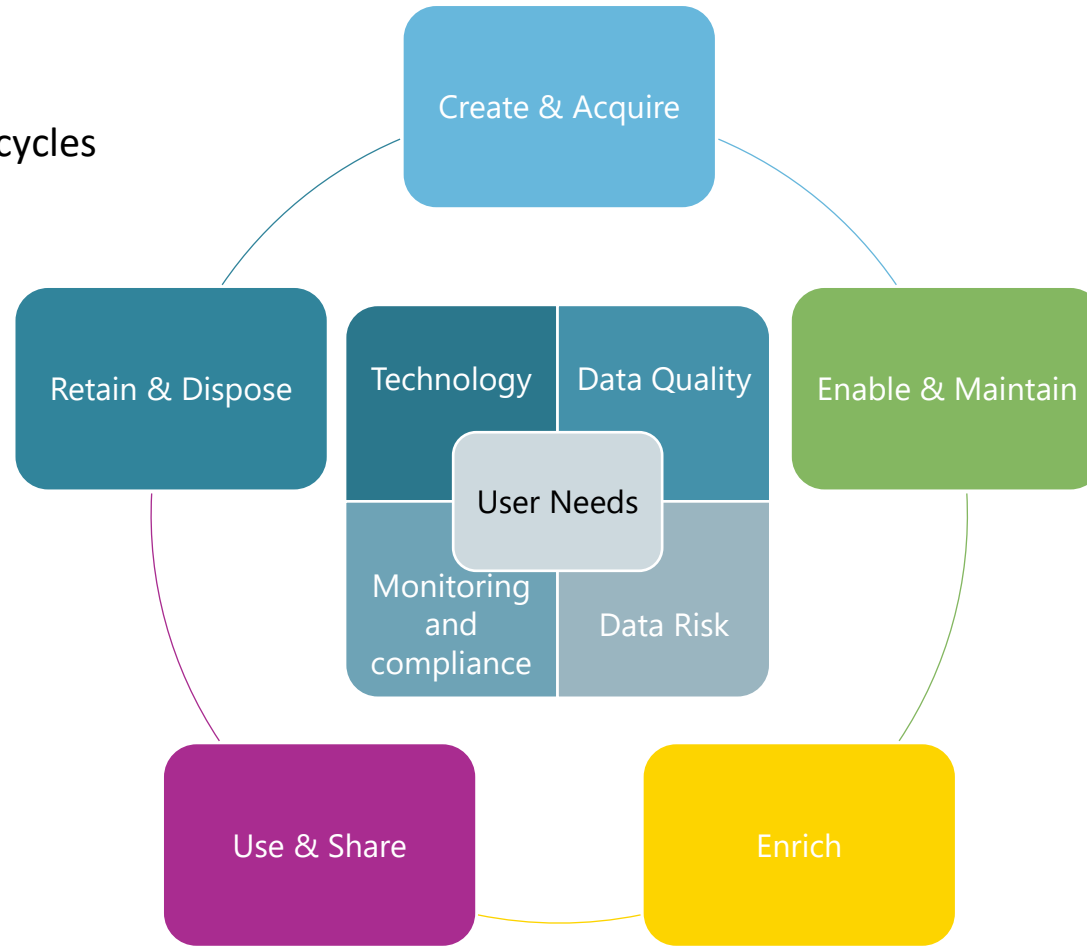 Create & Acquire
cycles
Retain & Dispose
Technology
Data Quality
Enable & Maintain
User Needs
Monitoring
and
compliance
Data Risk
Use & Share
Enrich